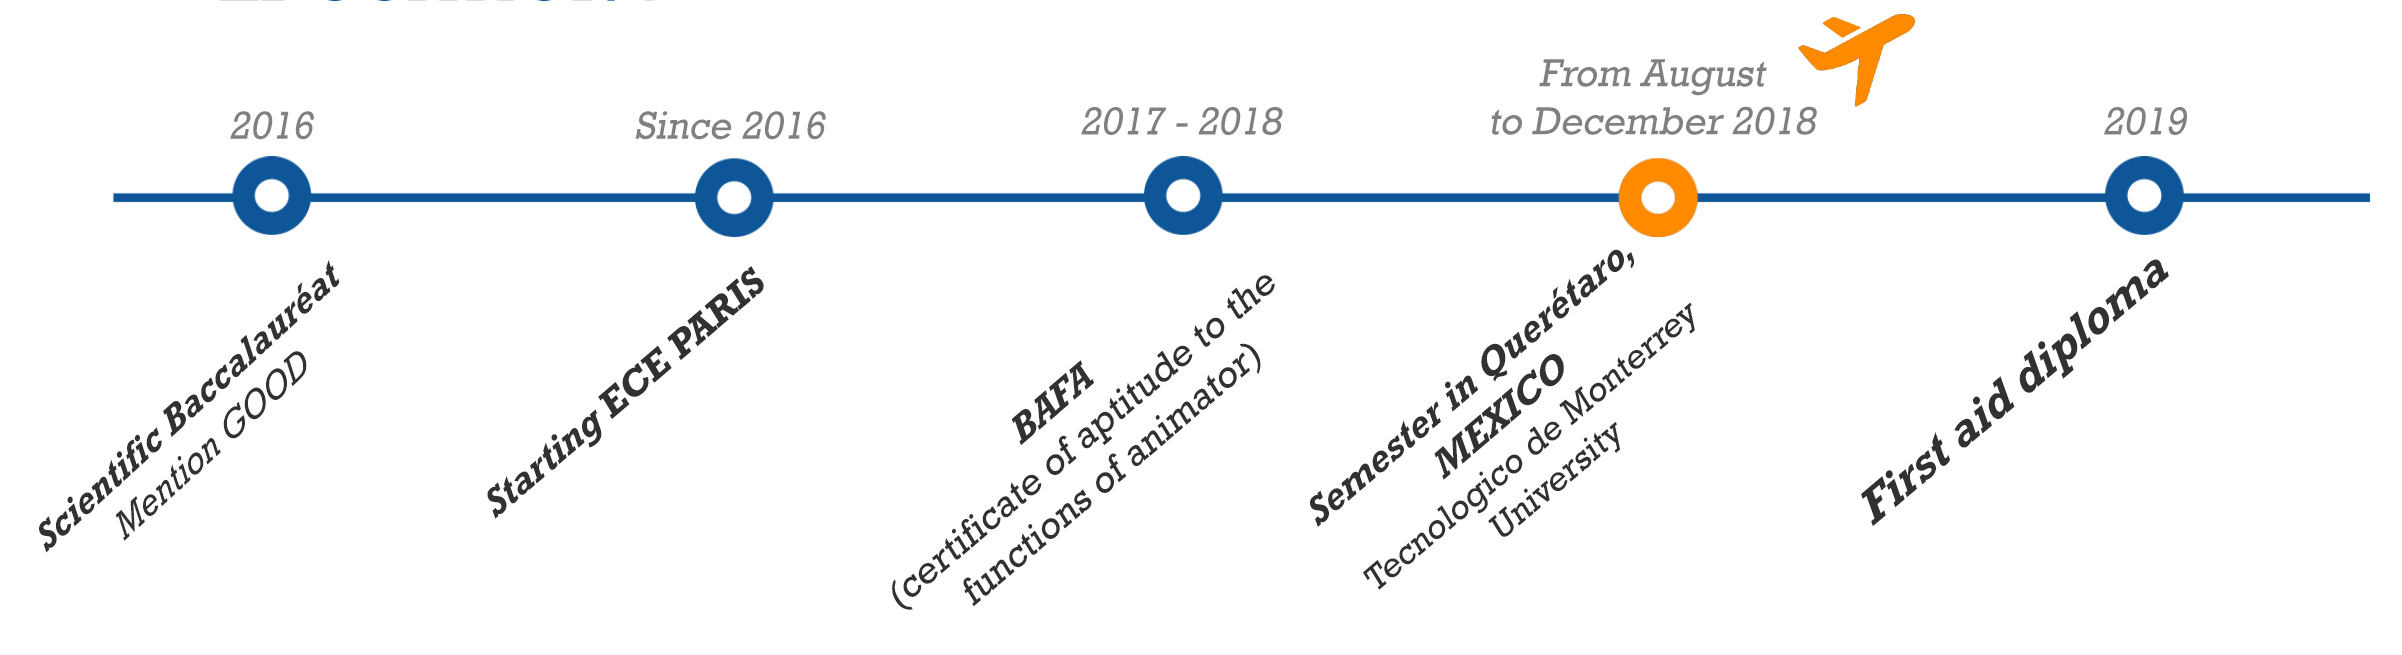 2016
Scientific Baccalauréat
Mention GOOD
Since 2016
Starting ECE PARIS
2017 - 2018
BAFA
(certificate of aptitude to the
functions of animator)
From August
to December 2018
Semester in Querétaro,
MEXICO
Tecnologico de Monterrey
University
2019
First aid diploma